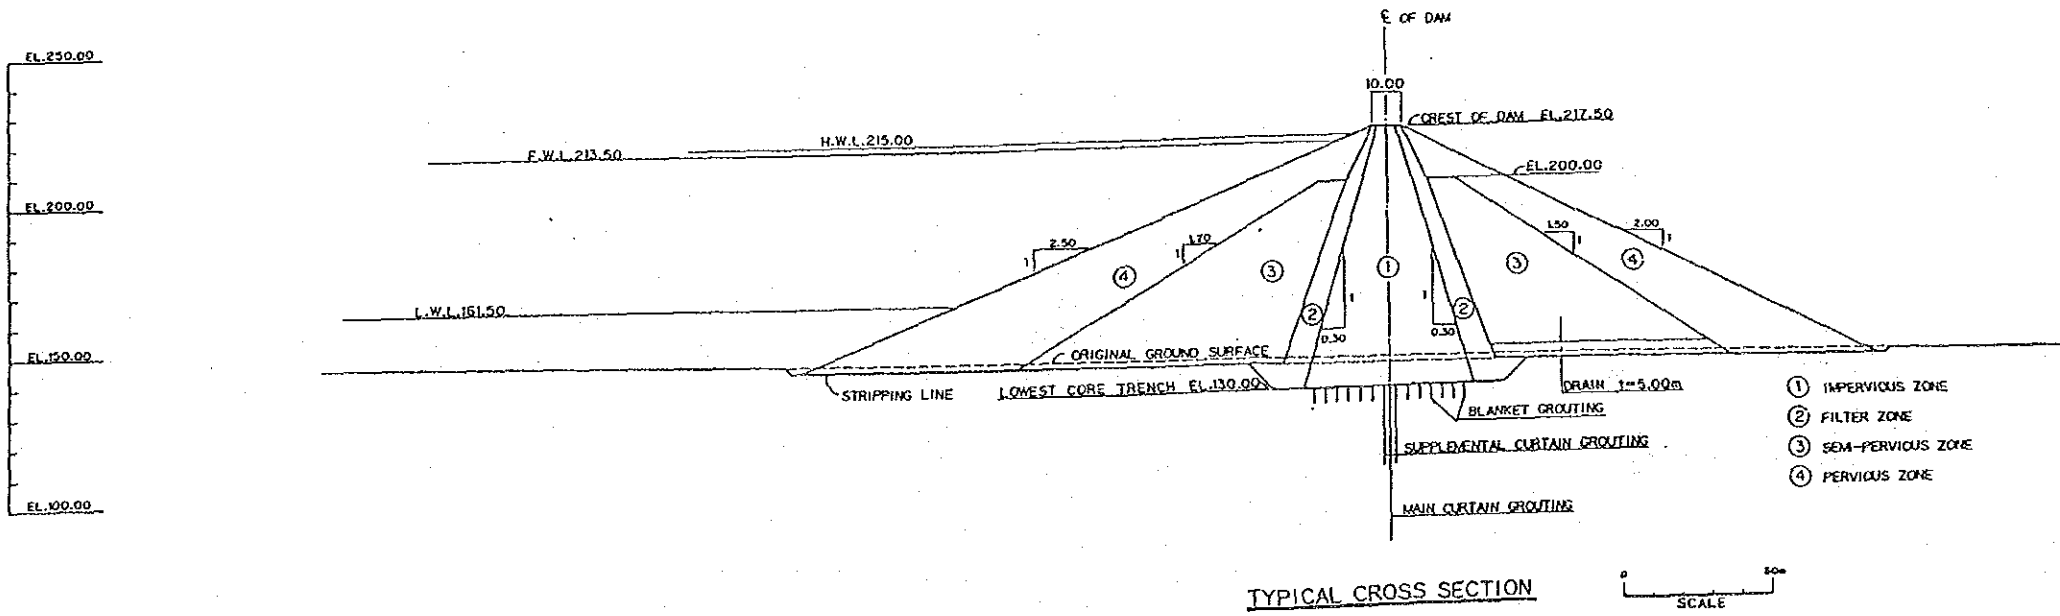 ℄ OF DAM
EL.250.00
10.00
CREST OF DAM EL.217.50
H.W.L.215.00
F.W.L.213.50
EL.200.00
EL.200.00
2.50
1
1.70
1
1.50
1
2.00
1
4
3
1
3
4
2
2
1
0.30
1
0.30
L.W.L.161.50
EL.150.00
ORIGINAL GROUND SURFACE
STRIPPING LINE
LOWEST CORE TRENCH EL.130.00
DRAIN t=5.00m
BLANKET GROUTING
SUPPLEMENTAL CURTAIN GROUTING
MAIN CURTAIN GROUTING
EL.100.00
1 IMPERVIOUS ZONE
2 FILTER ZONE
3 SEMI-PERVIOUS ZONE
4 PERVIOUS ZONE
TYPICAL CROSS SECTION
0 50m
SCALE